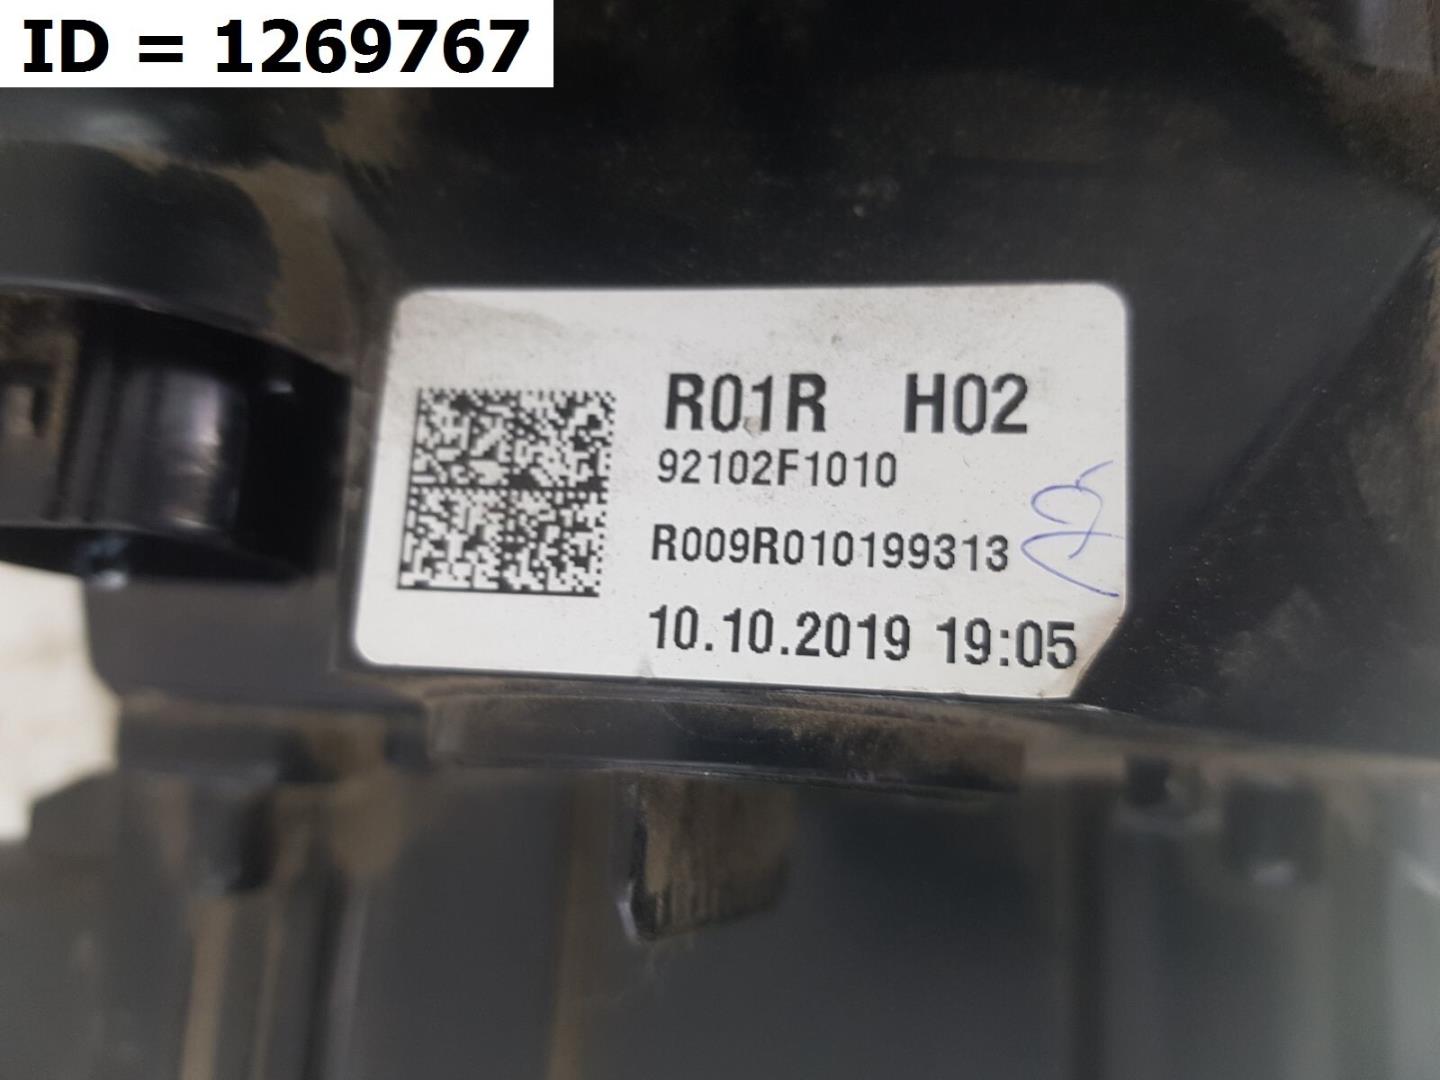 ID = 1269767
R01R H02
92102F1010
R009R010199313
10.10.2019 19:05